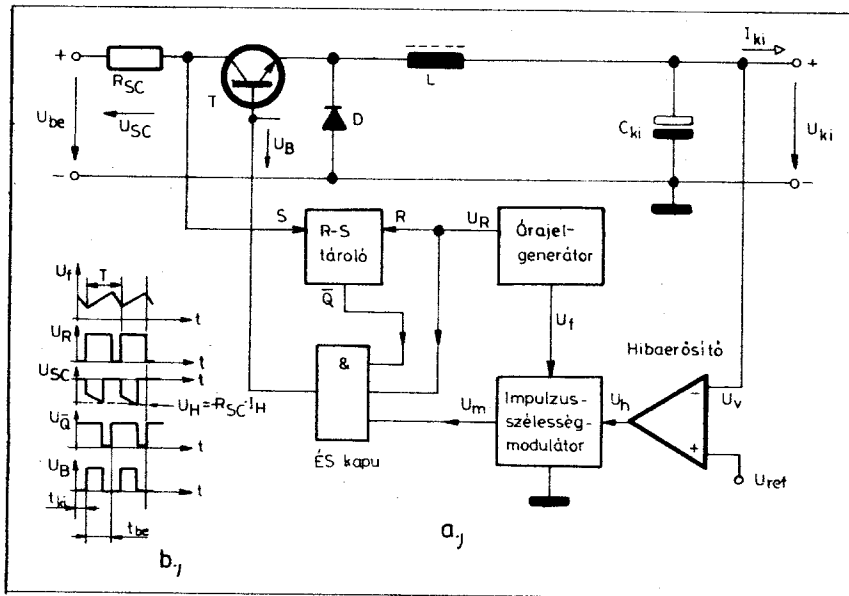 +
R_SC
U_be
U_SC
T
U_B
D
L
I_ki
+
C_ki
U_ki
-
-
S
R-S
tároló
R
U_R
Órajel-
generátor
Q̅
U_f
&
ÉS kapu
U_m
Impulzus-
szélesség-
modulátor
U_h
Hibaerősítő
-
U_v
+
U_ref
a.,
U_f
T
t
U_R
t
U_SC
t
U_H=-R_SC·I_H
U_Q̅
t
U_B
t
t_ki
t_be
b.,